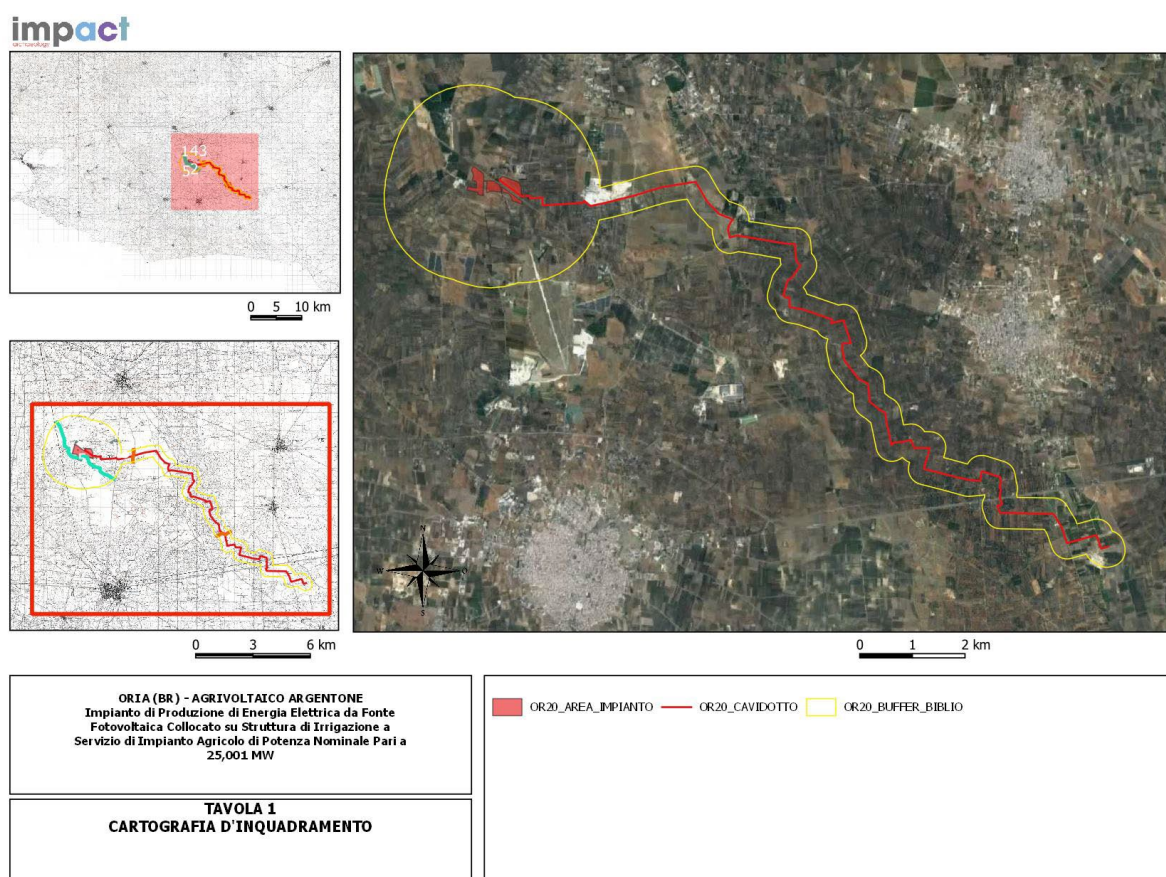 impact
archaeology
143
54
0 5 10 km
0 3 6 km
N
W
O
S
0 1 2 km
ORIA (BR) - AGRIVOLTAICO ARGENTONE
Impianto di Produzione di Energia Elettrica da Fonte
Fotovoltaica Collocato su Struttura di Irrigazione a
Servizio di Impianto Agricolo di Potenza Nominale Pari a
25,001 MW
TAVOLA 1
CARTOGRAFIA D'INQUADRAMENTO
OR20_AREA_IMPIANTO OR20_CAVIDOTTO OR20_BUFFER_BIBLIO